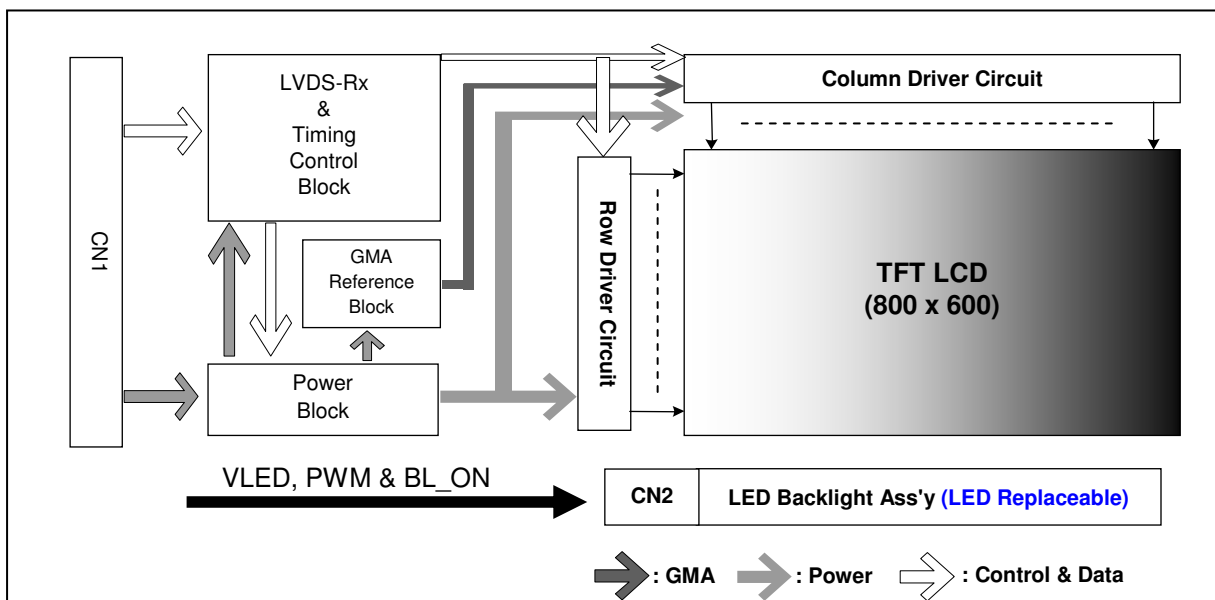 CN1
LVDS-Rx
&
Timing
Control
Block
GMA
Reference
Block
Power
Block
Column Driver Circuit
Row Driver Circuit
TFT LCD
(800 x 600)
VLED, PWM & BL_ON
CN2
LED Backlight Ass'y (LED Replaceable)
: GMA
: Power
: Control & Data